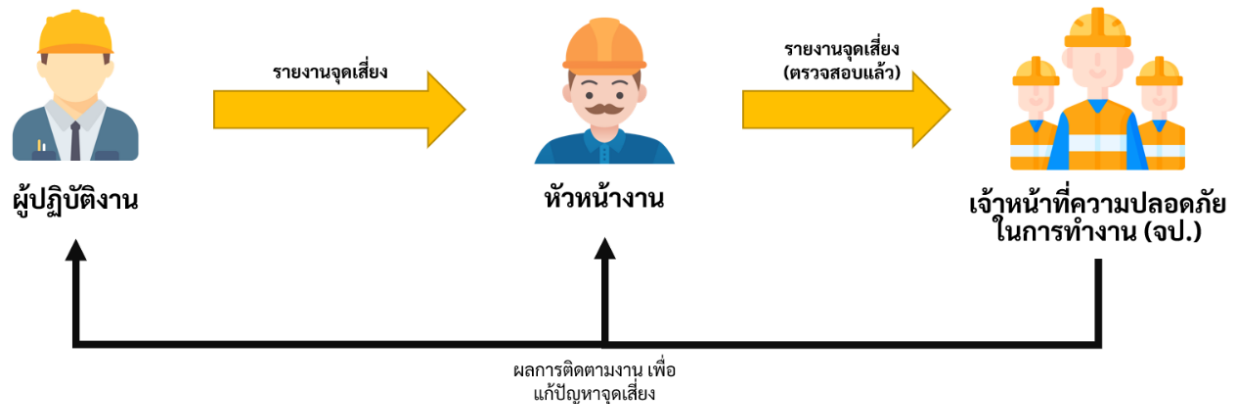 รายงานจุดเสี่ยง
รายงานจุดเสี่ยง
(ตรวจสอบแล้ว)
ผู้ปฏิบัติงาน
หัวหน้างาน
เจ้าหน้าที่ความปลอดภัย
ในการทำงาน (จป.)
ผลการติดตามงาน เพื่อ
แก้ปัญหาจุดเสี่ยง